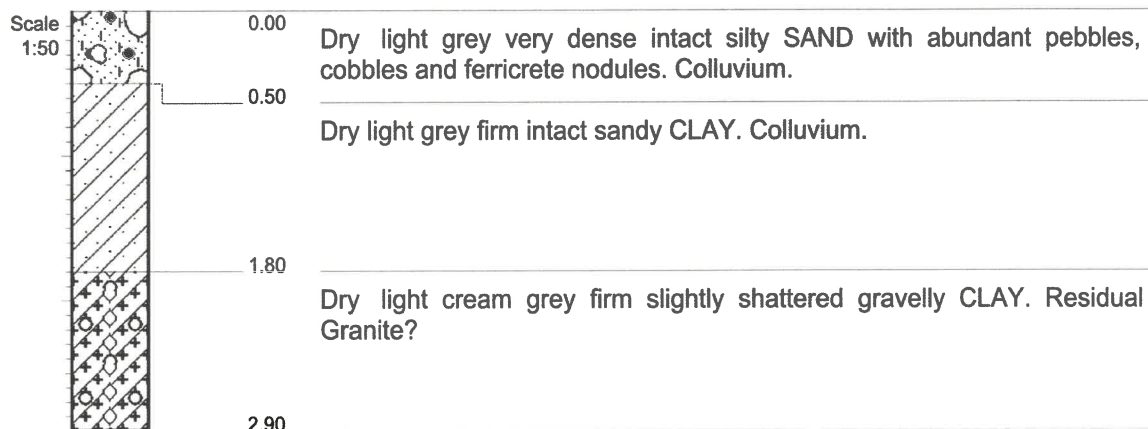 Scale
1:50
0.00
Dry light grey very dense intact silty SAND with abundant pebbles,
cobbles and ferricrete nodules. Colluvium.
0.50
Dry light grey firm intact sandy CLAY. Colluvium.
1.80
Dry light cream grey firm slightly shattered gravelly CLAY. Residual
Granite?
2.90